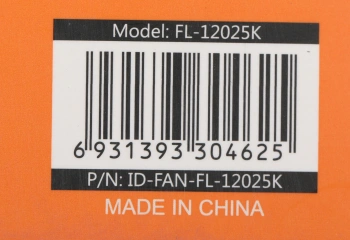 Model: FL-12025K
6 931393 304625
P/N: ID-FAN-FL-12025K
MADE IN CHINA